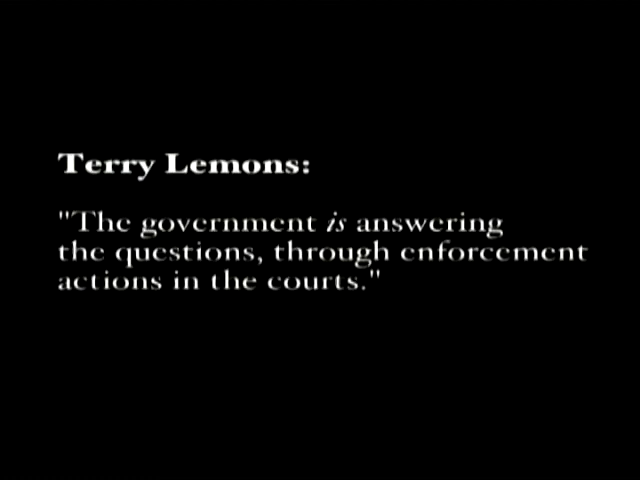 Terry Lemons:
"The government is answering
the questions, through enforcement
actions in the courts."